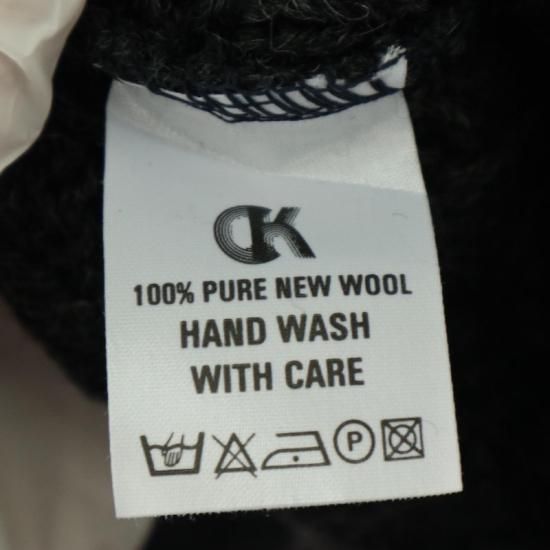 CK
100% PURE NEW WOOL
HAND WASH
WITH CARE
P